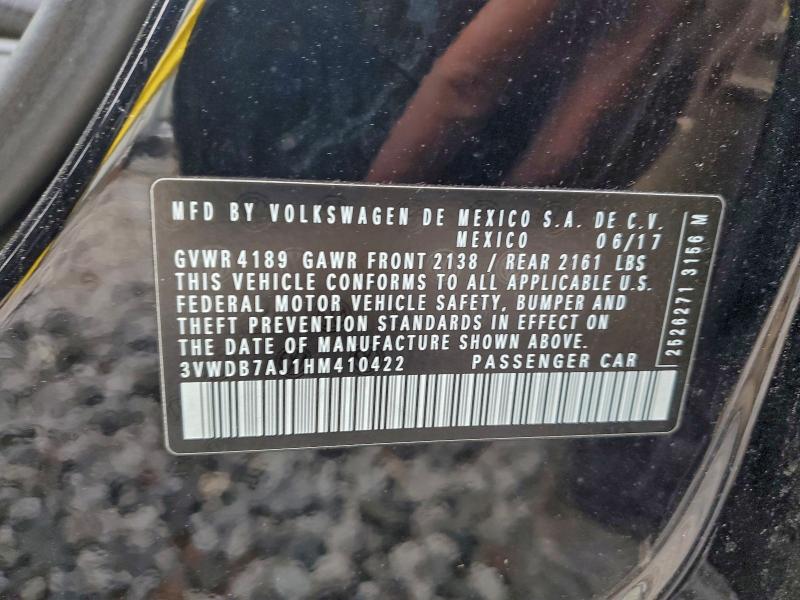 MFD BY VOLKSWAGEN DE MEXICO S.A. DE C.V.
MEXICO 06/17
GVWR 4189 GAWR FRONT 2138 / REAR 2161 LBS
THIS VEHICLE CONFORMS TO ALL APPLICABLE U.S.
FEDERAL MOTOR VEHICLE SAFETY, BUMPER AND
THEFT PREVENTION STANDARDS IN EFFECT ON
THE DATE OF MANUFACTURE SHOWN ABOVE.
3VWDB7AJ1HM410422 PASSENGER CAR
2526271 3156 M